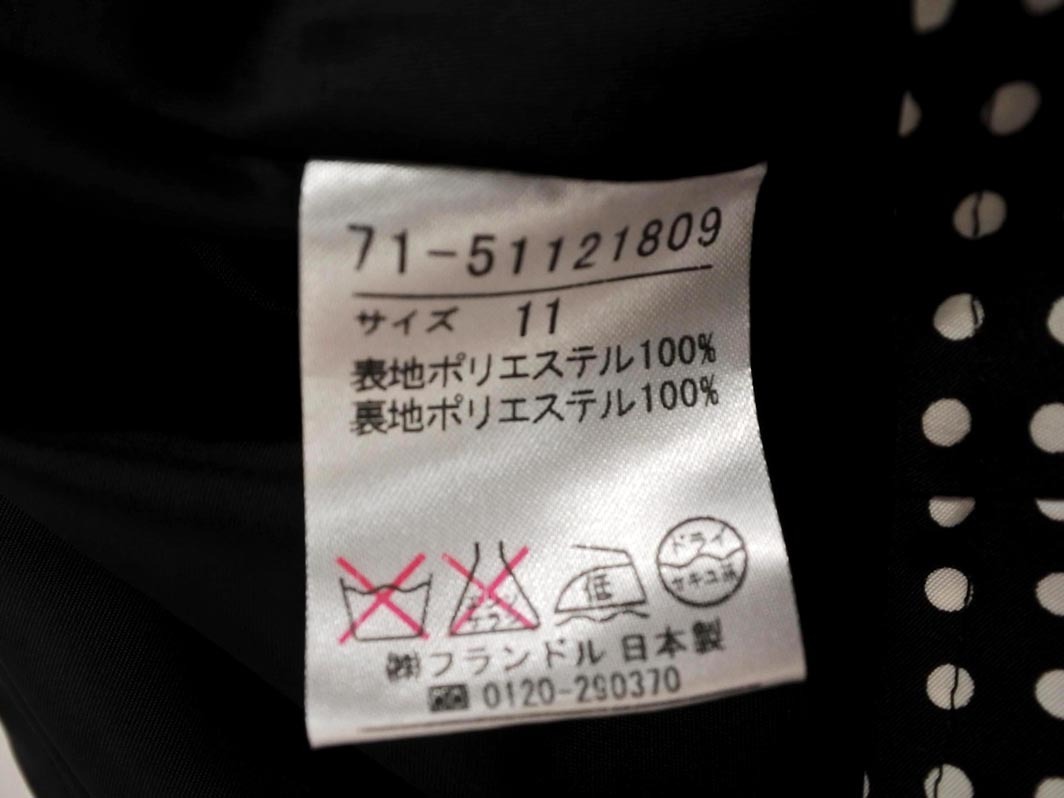 71-51121809
サイズ 11
表地ポリエステル100%
裏地ポリエステル100%
低
ドライ
セキユ系
㈱フランドル 日本製
0120-290370